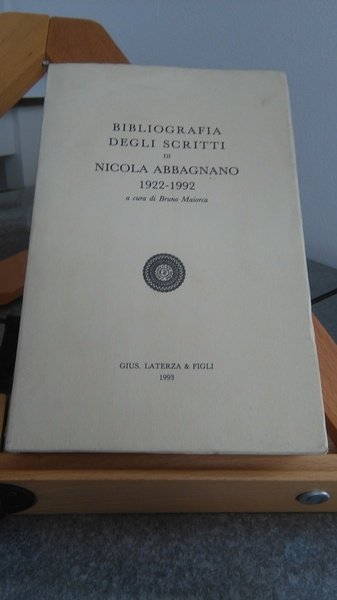 BIBLIOGRAFIA
DEGLI SCRITTI
DI
NICOLA ABBAGNANO
1922-1992
a cura di Bruno Maiorca
GIUS. LATERZA & FIGLI
1993